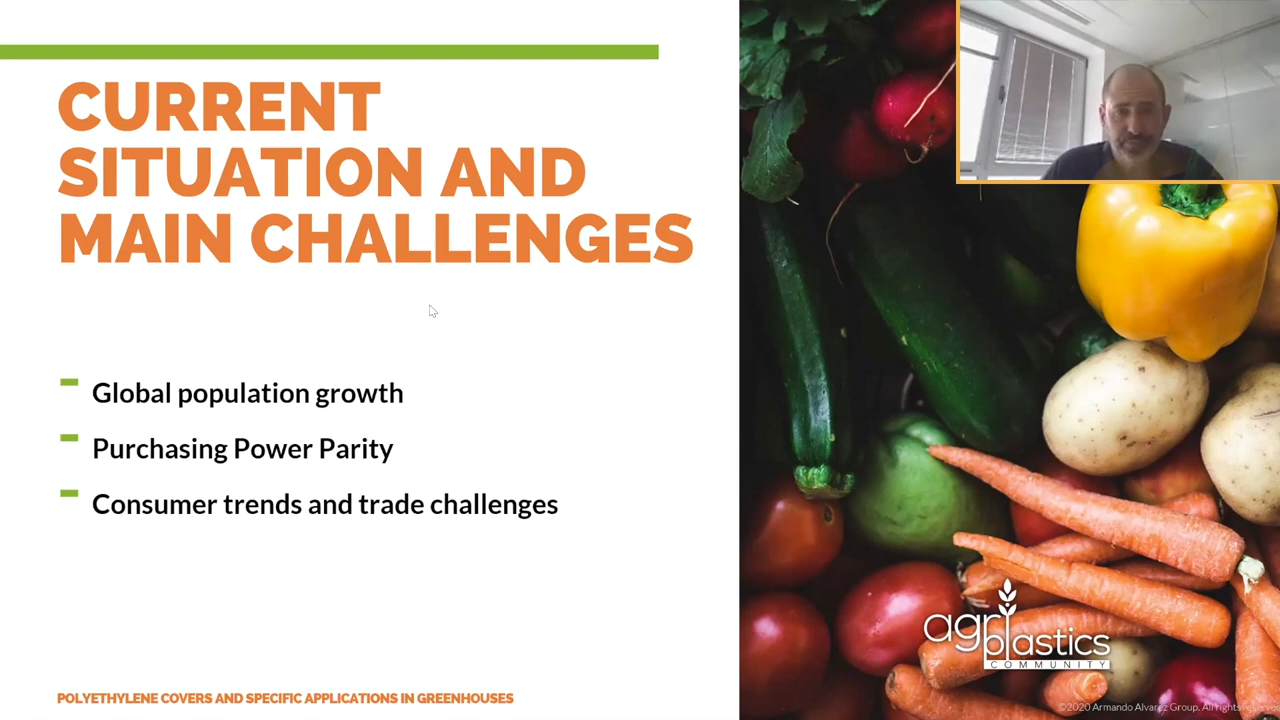 CURRENT
SITUATION AND
MAIN CHALLENGES
Global population growth
Purchasing Power Parity
Consumer trends and trade challenges
POLYETHYLENE COVERS AND SPECIFIC APPLICATIONS IN GREENHOUSES
agriplastics
COMMUNITY
©2020 Armando Alvarez Group. All rights reserved